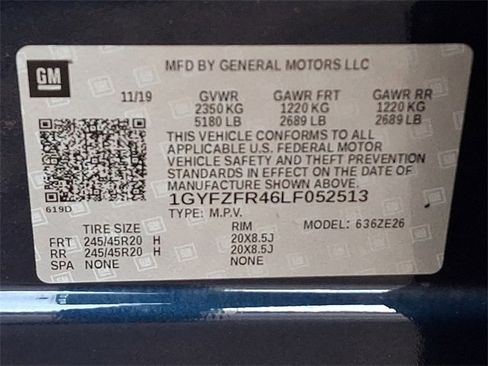 GM
MFD BY GENERAL MOTORS LLC
11/19 GVWR GAWR FRT GAWR RR
2350 KG 1220 KG 1220 KG
5180 LB 2689 LB 2689 LB
THIS VEHICLE CONFORMS TO ALL
APPLICABLE U.S. FEDERAL MOTOR
VEHICLE SAFETY AND THEFT PREVENTION
STANDARDS IN EFFECT ON THE DATE OF
MANUFACTURE SHOWN ABOVE.
619D 1GYFZFR46LF052513
TYPE: M.P.V. MODEL: 636ZE26
TIRE SIZE RIM
FRT 245/45R20 H 20X8.5J
RR 245/45R20 H 20X8.5J
SPA NONE NONE